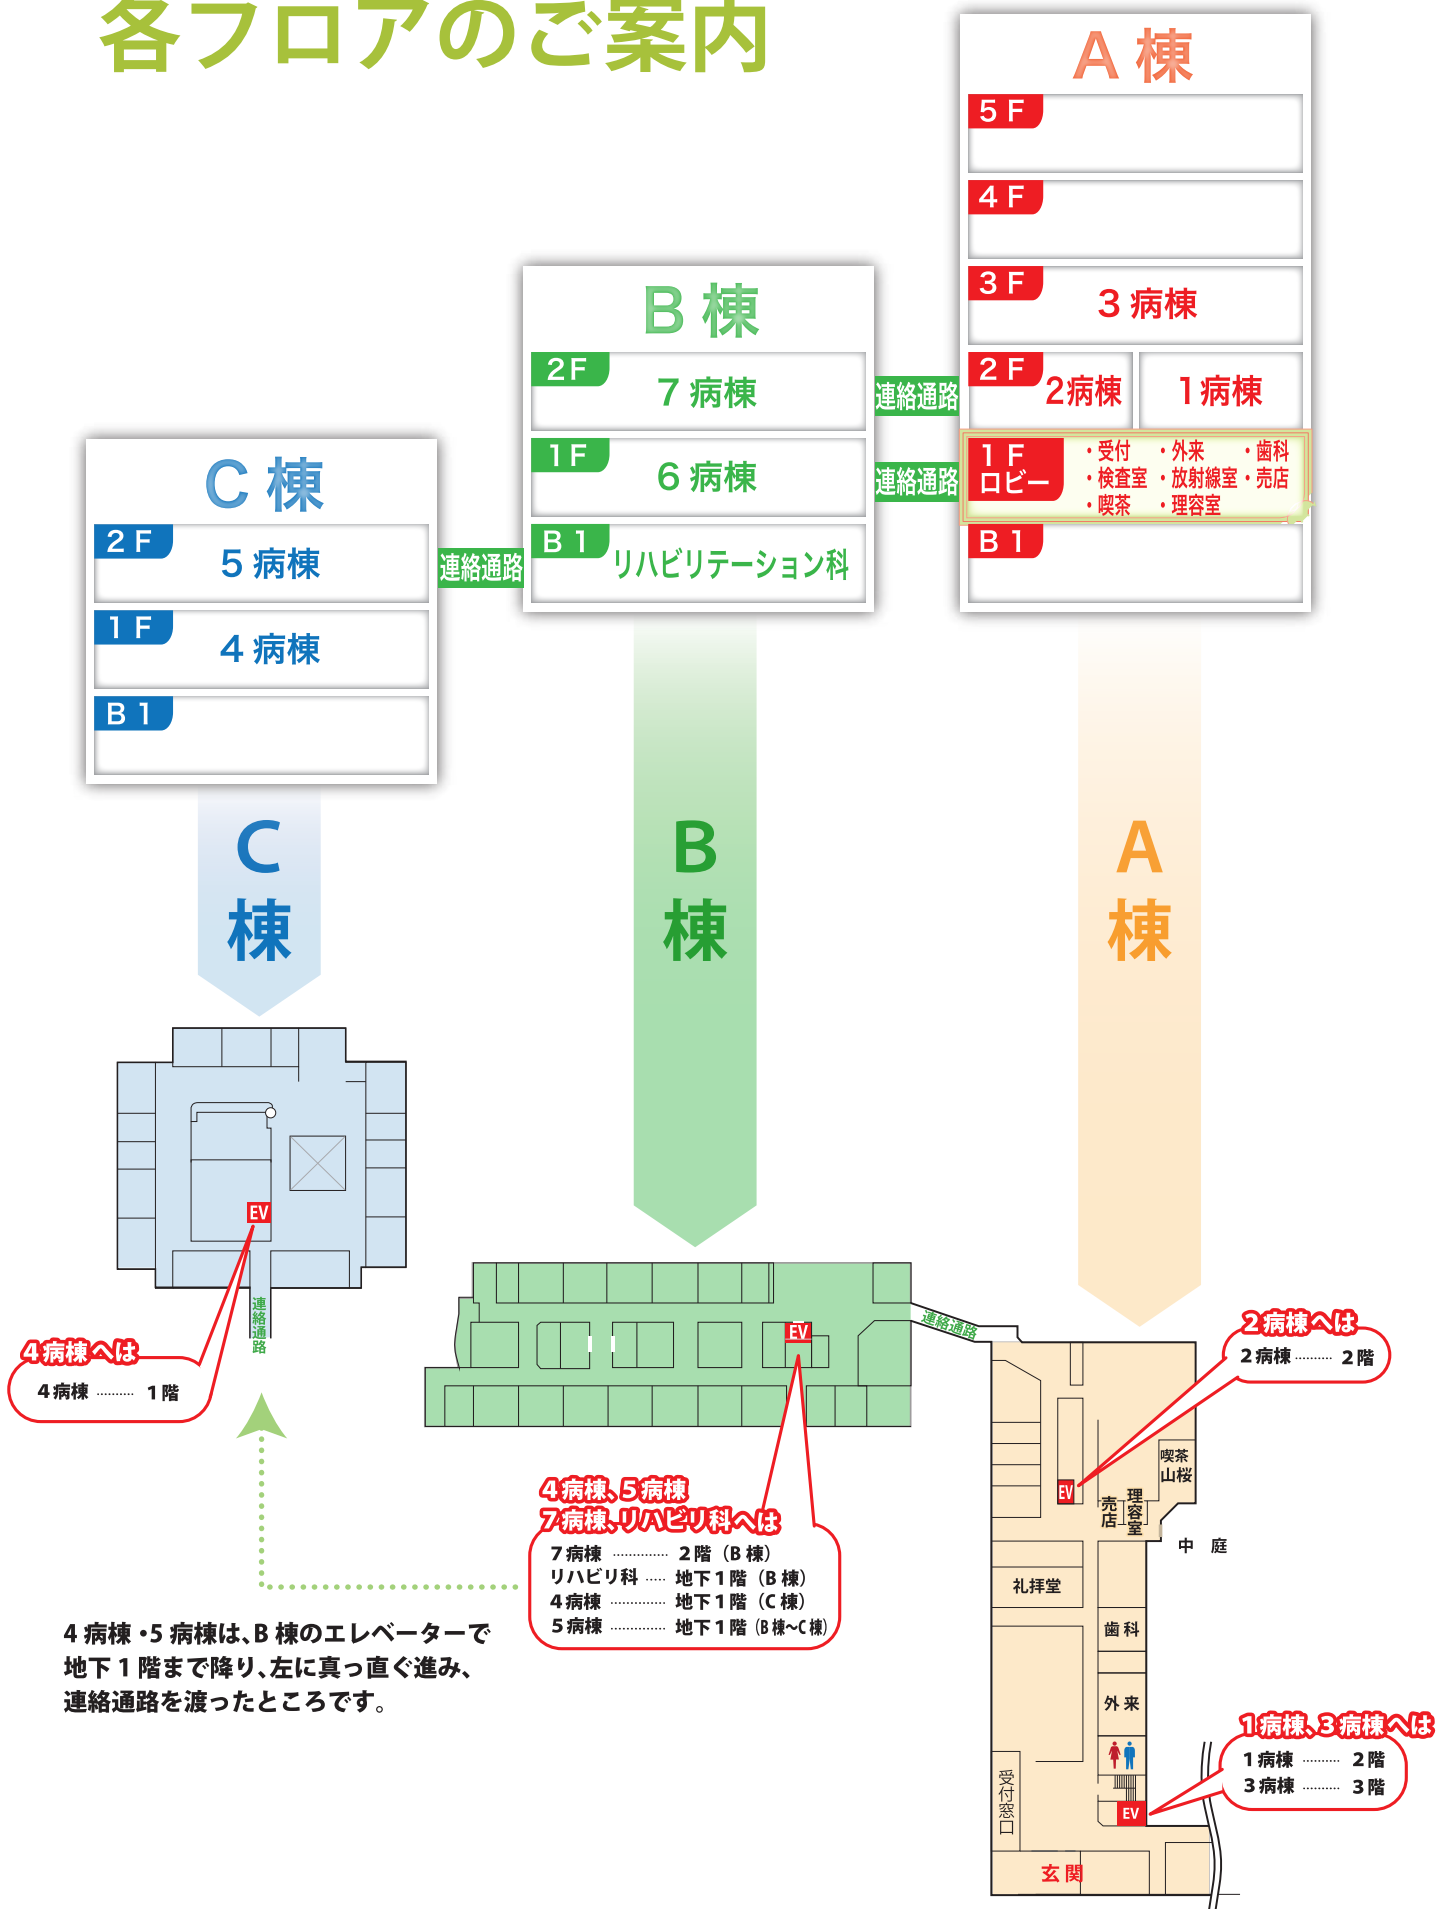 各フロアのご案内
A 棟
5 F
4 F
3 F
3 病棟
2 F
2病棟
1 病棟
1 F
ロビー
・受付 ・外来 ・歯科
・検査室 ・放射線室 ・売店
・喫茶 ・理容室
B 1
B 棟
2 F
7 病棟
1 F
6 病棟
B 1
リハビリテーション科
連絡通路
連絡通路
C 棟
2 F
5 病棟
1 F
4 病棟
B 1
連絡通路
C
棟
B
棟
A
棟
EV
連絡通路
4病棟へは
4 病棟 ………… 1 階
EV
連絡通路
4病棟、5病棟
7病棟、リハビリ科へは
7 病棟 ………… 2 階（B 棟）
リハビリ科 …… 地下 1 階（B 棟）
4 病棟 ………… 地下 1 階（C 棟）
5 病棟 ………… 地下 1 階（B 棟～C 棟）
4 病棟・5 病棟は、B 棟のエレベーターで
地下 1 階まで降り、左に真っ直ぐ進み、
連絡通路を渡ったところです。
2病棟へは
2 病棟 ………… 2 階
EV
喫茶
山桜
売店
理容室
中 庭
礼拝堂
歯 科
外 来
受付窓口
EV
玄 関
1病棟、3病棟へは
1 病棟 ………… 2 階
3 病棟 ………… 3 階